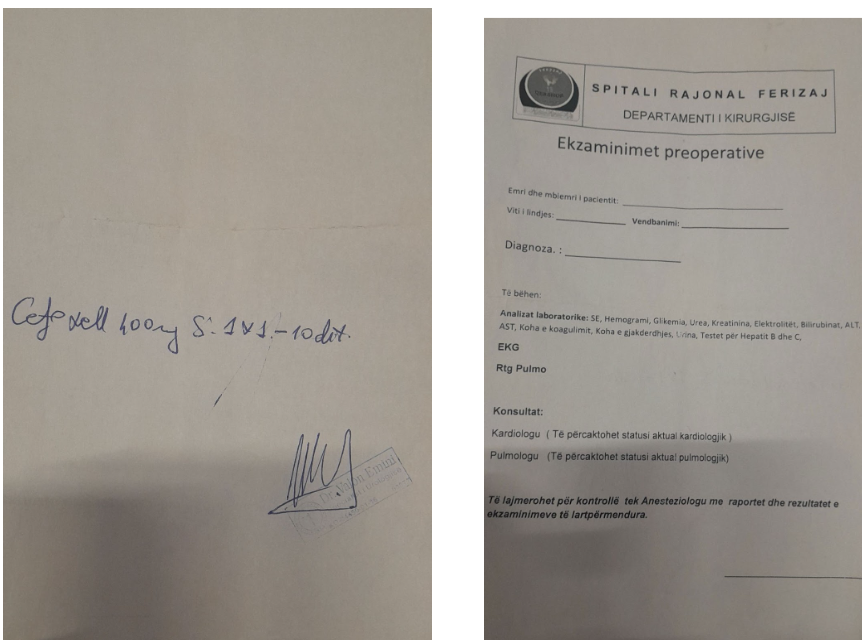 Cefexell 400mg S: 1x1.-10 dit.
SPITALI RAJONAL FERIZAJ
DEPARTAMENTI I KIRURGJISË
Ekzaminimet preoperative
Emri dhe mbiemri i pacientit:
Viti i lindjes: Vendbanimi:
Diagnoza. :
Të bëhen:
Analizat laboratorike: SE, Hemogrami, Glikemia, Urea, Kreatinina, Elektrolitët, Bilirubinat, ALT.
AST, Koha e koagulimit, Koha e gjakderdhjes, Urina, Testet për Hepatit B dhe C,
EKG
Rtg Pulmo
Konsultat:
Kardiologu ( Të përcaktohet statusi aktual kardiologjik )
Pulmologu (Të përcaktohet statusi aktual pulmologjik)
Të lajmerohet për kontrollë tek Anesteziologu me raportet dhe rezultatet e
ekzaminimeve të lartpërmendura.